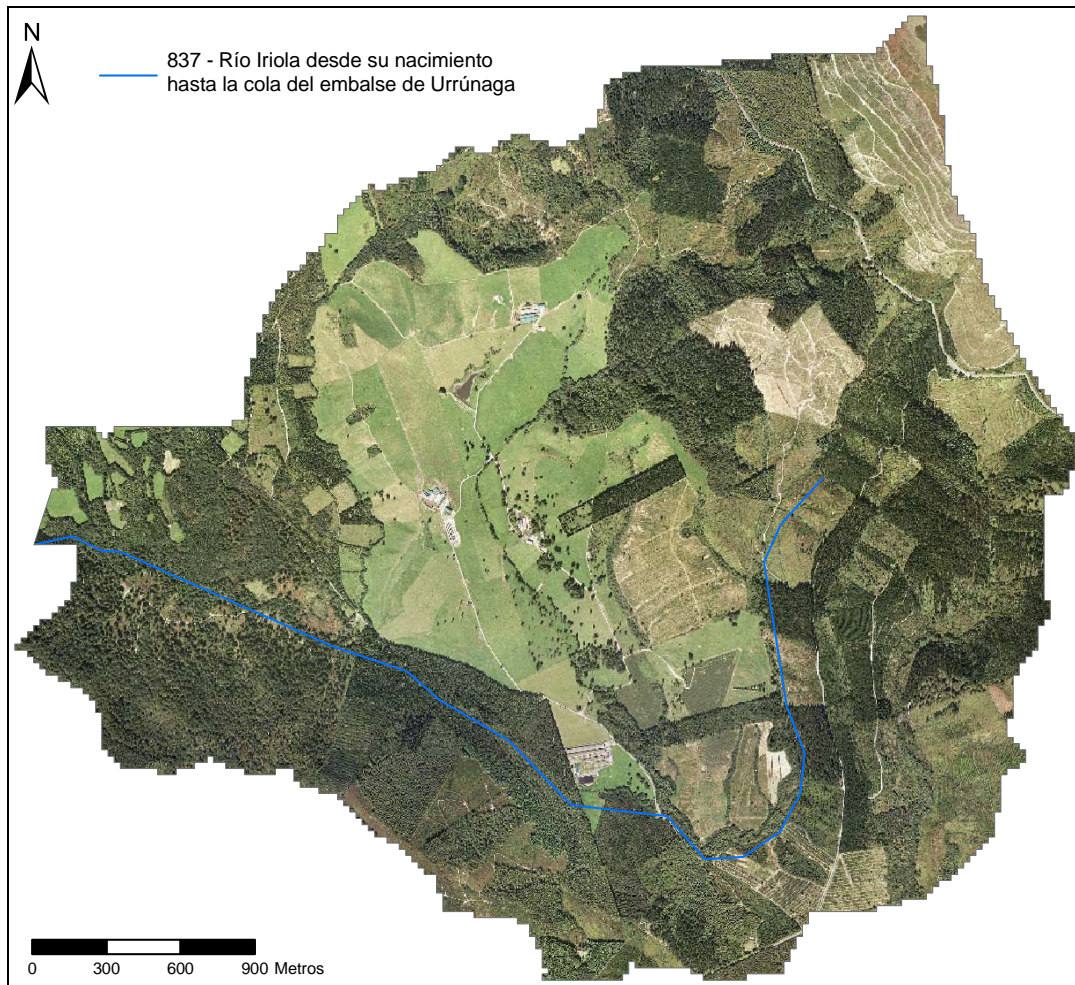 N
837 - Río Iriola desde su nacimiento
hasta la cola del embalse de Urrúnaga
0 300 600 900 Metros